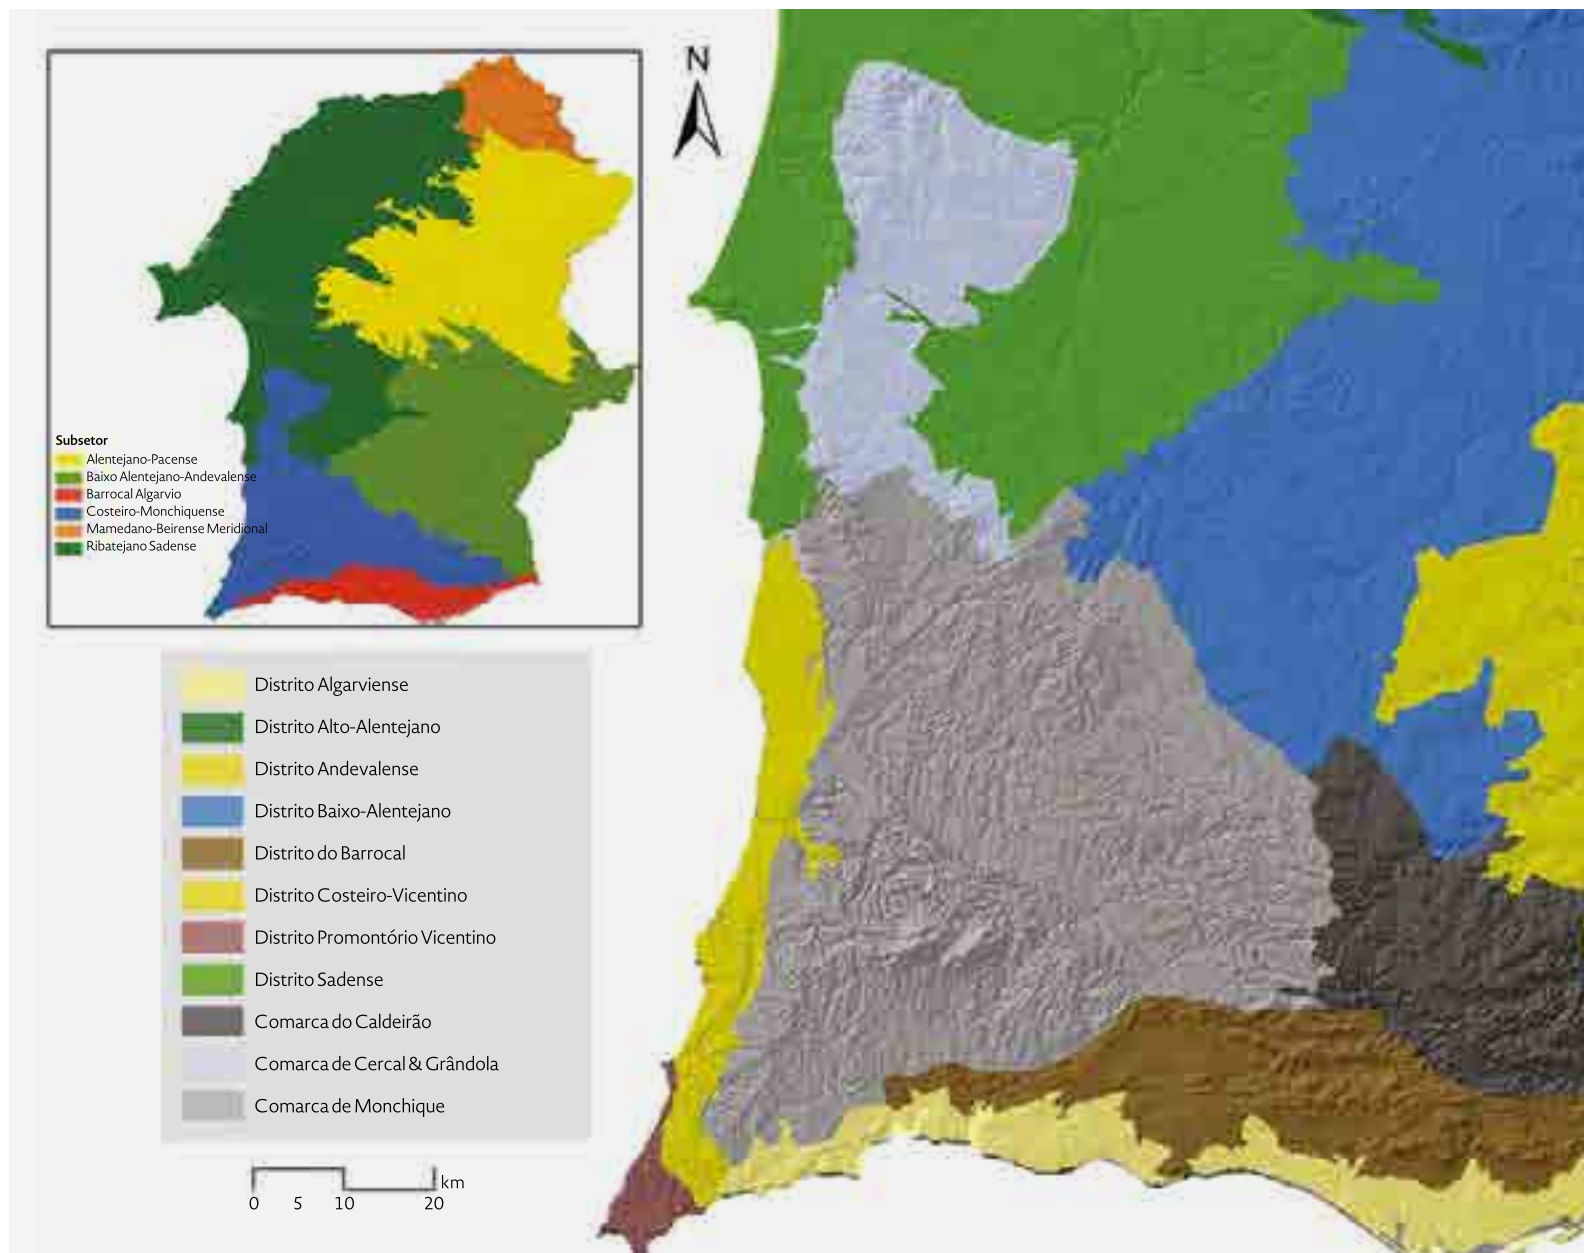 N
Subsetor
Alentejano-Pacense
Baixo Alentejano-Andevalense
Barrocal Algarvio
Costeiro-Monchiquense
Mamedano-Beirense Meridional
Ribatejano Sadense
Distrito Algarviense
Distrito Alto-Alentejano
Distrito Andevalense
Distrito Baixo-Alentejano
Distrito do Barrocal
Distrito Costeiro-Vicentino
Distrito Promontório Vicentino
Distrito Sadense
Comarca do Caldeirão
Comarca de Cercal & Grândola
Comarca de Monchique
km
0 5 10 20